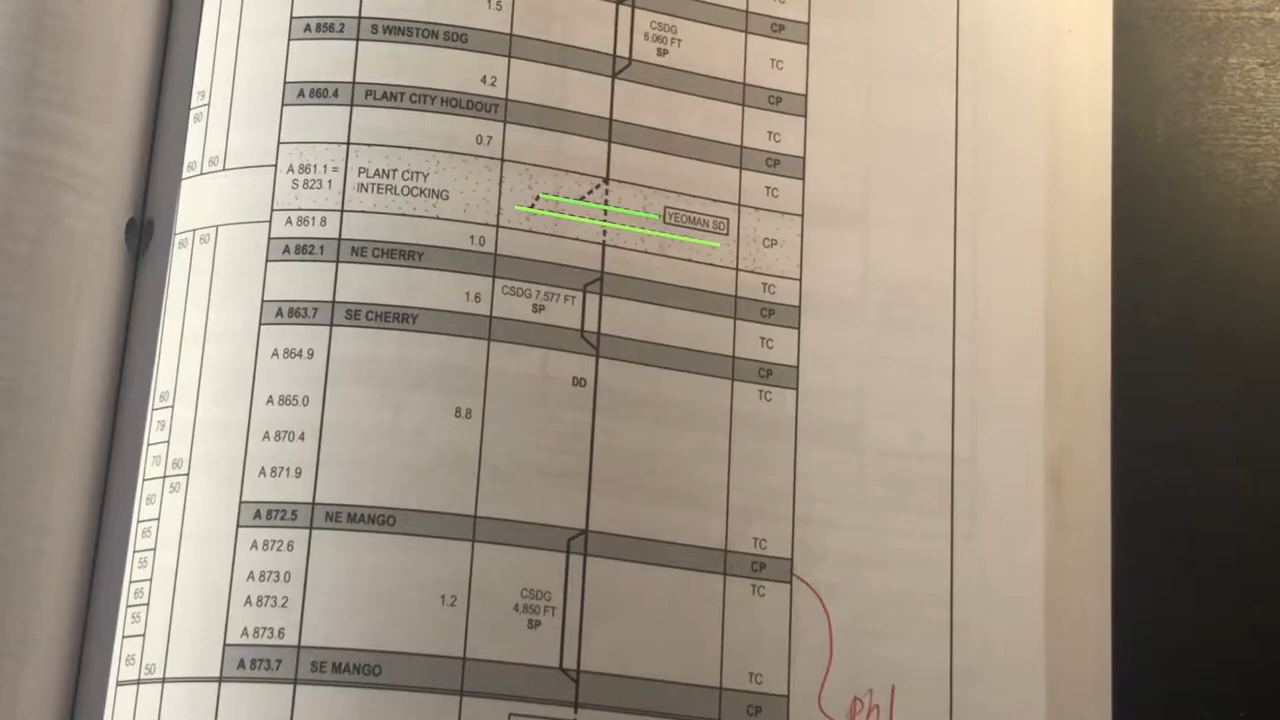 1.5
TC
A 856.2 S WINSTON SDG CSDG 6.060 FT SP CP
TC
4.2
79
A 860.4 PLANT CITY HOLDOUT CP
60
0.7 TC
CP
60 60
A 861.1 = S 823.1 PLANT CITY INTERLOCKING TC
YEOMAN SD
CP
A 861.8
1.0
60 60
A 862.1 NE CHERRY TC
CP
1.6 CSDG 7,577 FT SP
A 863.7 SE CHERRY TC
CP
A 864.9
DD
TC
60
A 865.0
8.8
79
A 870.4
70 60
A 871.9
50
60
A 872.5 NE MANGO
65
TC
A 872.6 CP
55
A 873.0 TC
65
A 873.2 1.2 CSDG 4,850 FT SP
55
A 873.6
65 50
A 873.7 SE MANGO TC
CP
Ph1